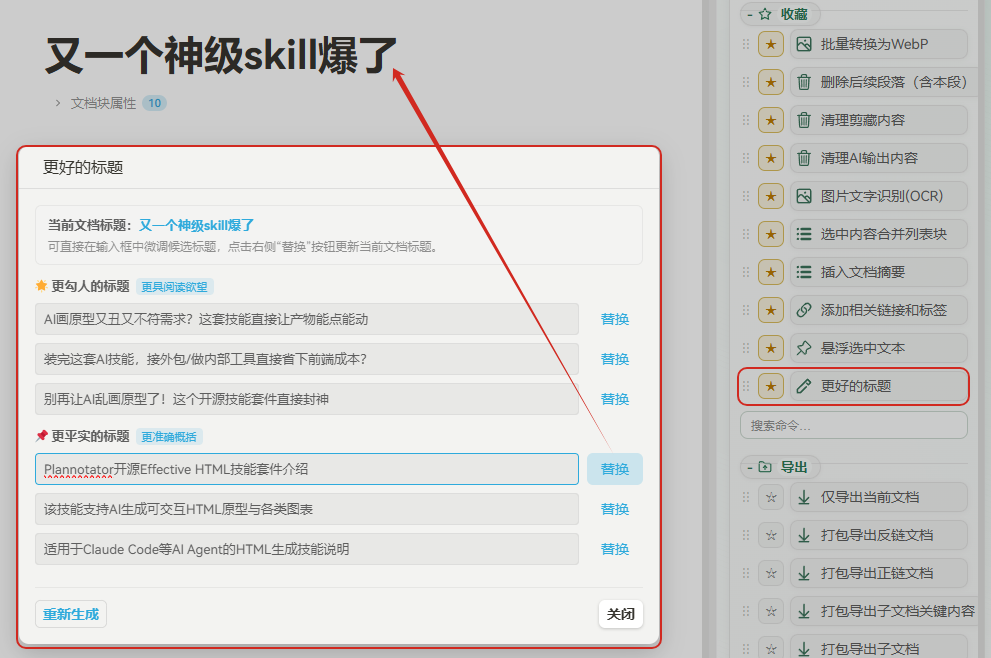 又一个神级skill爆了
文档块属性 10
更好的标题
当前文档标题：又一个神级skill爆了
可直接在输入框中微调候选标题，点击右侧“替换”按钮更新当前文档标题。
更勾人的标题 更具阅读欲望
AI画原型又丑又不符需求？这套技能直接让产物能点能动 替换
装完这套AI技能，接外包/做内部工具直接省下前端成本？ 替换
别再让AI乱画原型了！这个开源技能套件直接封神 替换
更平实的标题 更准确概括
Plannotator开源Effective HTML技能套件介绍 替换
该技能支持AI生成可交互HTML原型与各类图表 替换
适用于Claude Code等AI Agent的HTML生成技能说明 替换
重新生成 关闭
- 收藏
批量转换为WebP
删除后续段落（含本段）
清理剪藏内容
清理AI输出内容
图片文字识别(OCR)
选中内容合并列表块
插入文档摘要
添加相关链接和标签
悬浮选中文本
更好的标题
搜索命令...
- 导出
仅导出当前文档
打包导出反链文档
打包导出正链文档
打包导出子文档关键内容
打包导出子文档